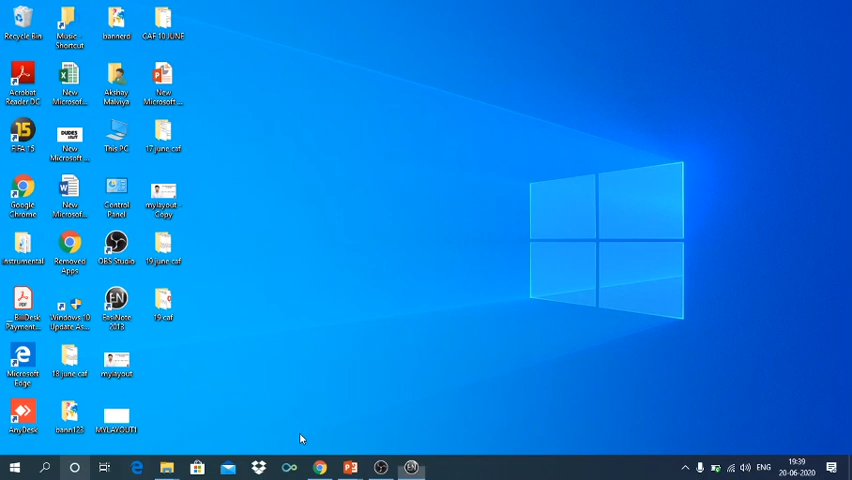 Recycle Bin
Music - Shortcut
bannerd
CAF 10 JUNE
Acrobat Reader DC
New Microsof...
Akshay Malviya
New Microsoft ...
FIFA 15
DUDES
New Microsoft...
This PC
17 june caf
Google Chrome
New Microsof...
Control Panel
mylayout - Copy
instrumental
Removed Apps
OBS Studio
19 june caf
_ BillDesk Payment...
Windows 10 Update As...
EasiNote 2013
19 caf
Microsoft Edge
18 june caf
mylayout
AnyDesk
bann123
MYLAYOUT1
ENG
19:39
20-06-2020